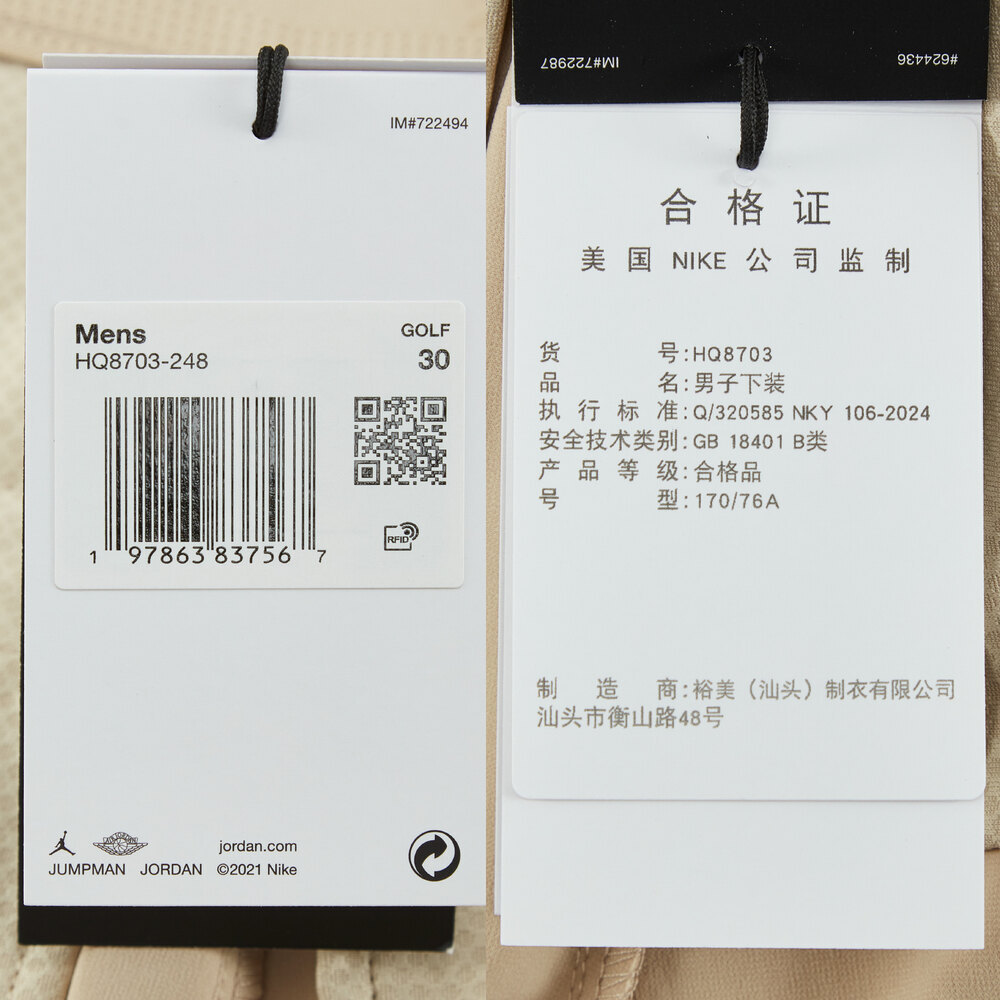 IM#722494
Mens
GOLF
HQ8703-248
30
1 97863 83756 7
RFID
JUMPMAN JORDAN
jordan.com
©2021 Nike
IM#722987
#624436
合格证
美国NIKE公司监制
货号:HQ8703
品名:男子下装
执行标准:Q/320585 NKY 106-2024
安全技术类别:GB 18401 B类
产品等级:合格品
号型:170/76A
制造商:裕美（汕头）制衣有限公司
汕头市衡山路48号